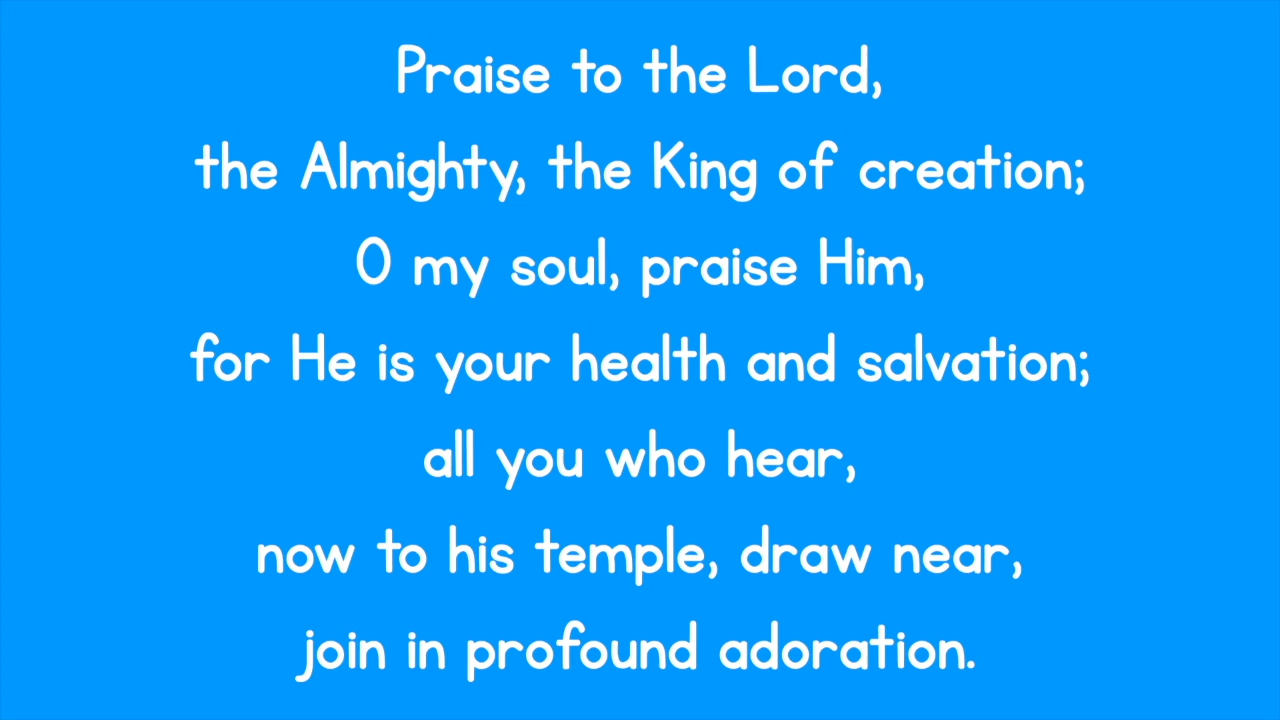 Praise to the Lord,
the Almighty, the King of creation;
O my soul, praise Him,
for He is your health and salvation;
all you who hear,
now to his temple, draw near,
join in profound adoration.